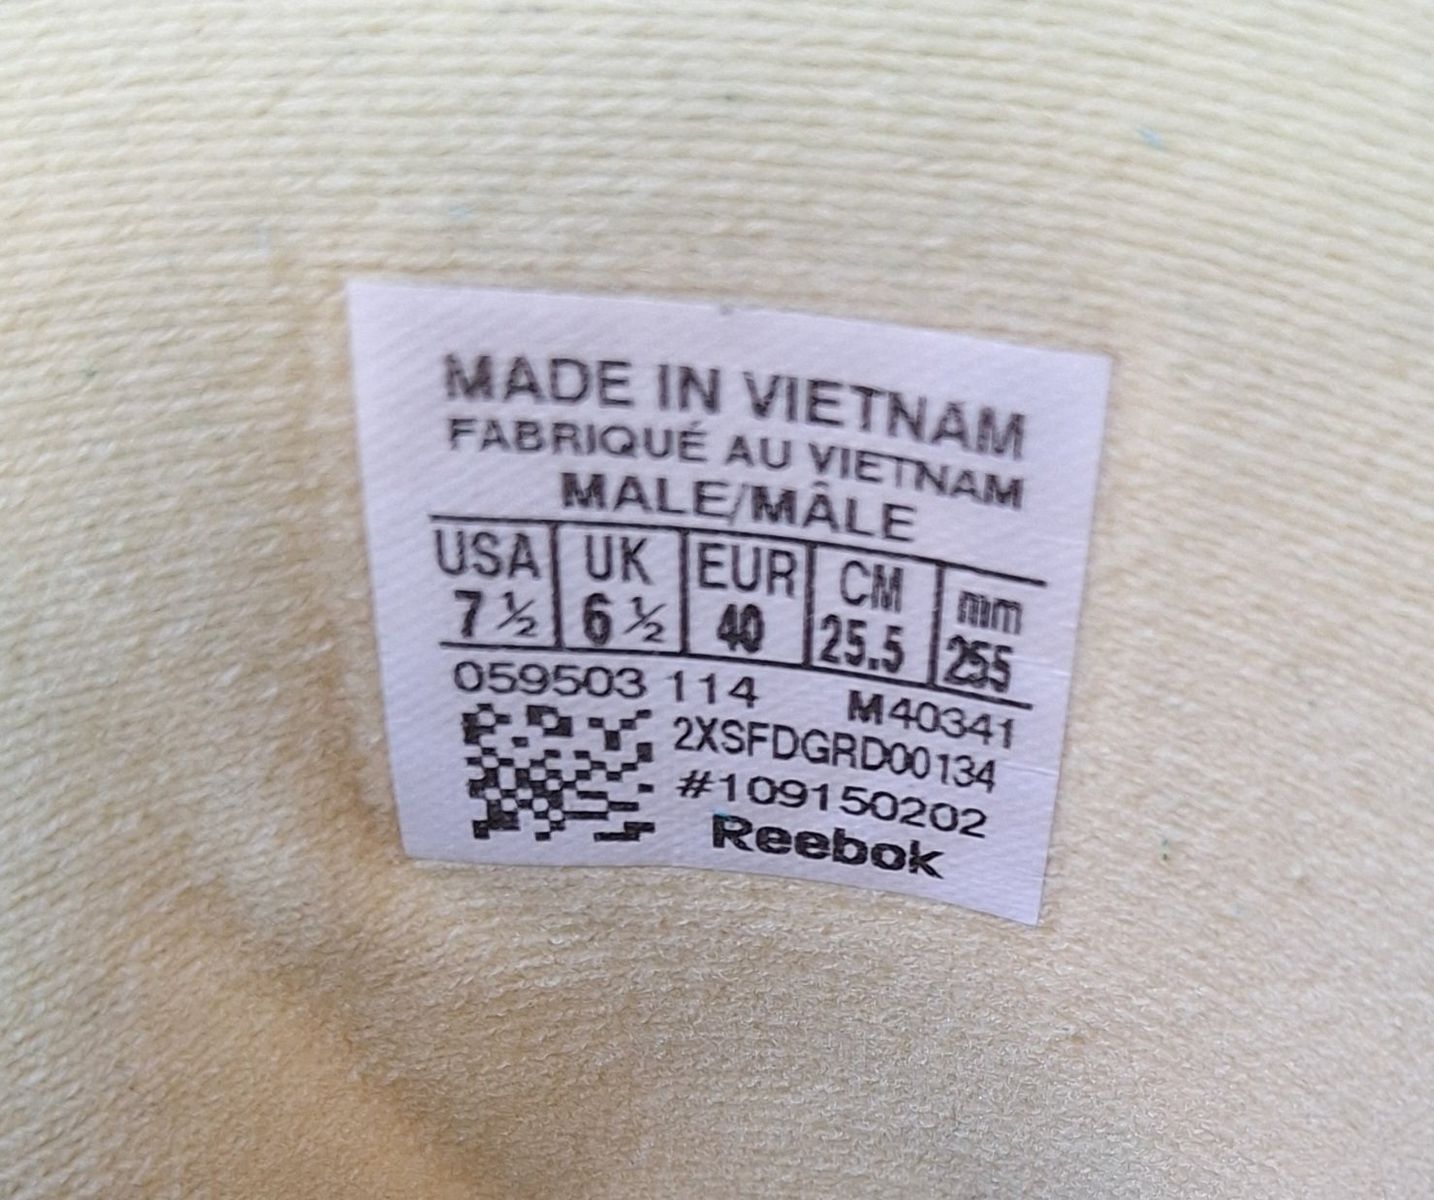 MADE IN VIETNAM
FABRIQUÉ AU VIETNAM
MALE/MÂLE
USA UK EUR CM mm
7 ½ 6 ½ 40 25.5 255
059503 114 M40341
2XSFDGRD00134
#109150202
Reebok